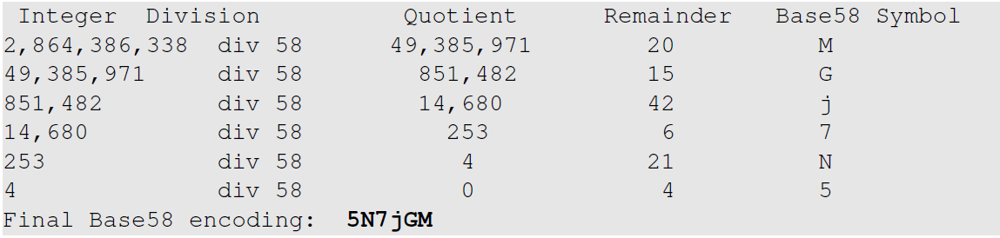 Integer Division Quotient Remainder Base58 Symbol
2,864,386,338 div 58 49,385,971 20 M
49,385,971 div 58 851,482 15 G
851,482 div 58 14,680 42 j
14,680 div 58 253 6 7
253 div 58 4 21 N
4 div 58 0 4 5
Final Base58 encoding: 5N7jGM